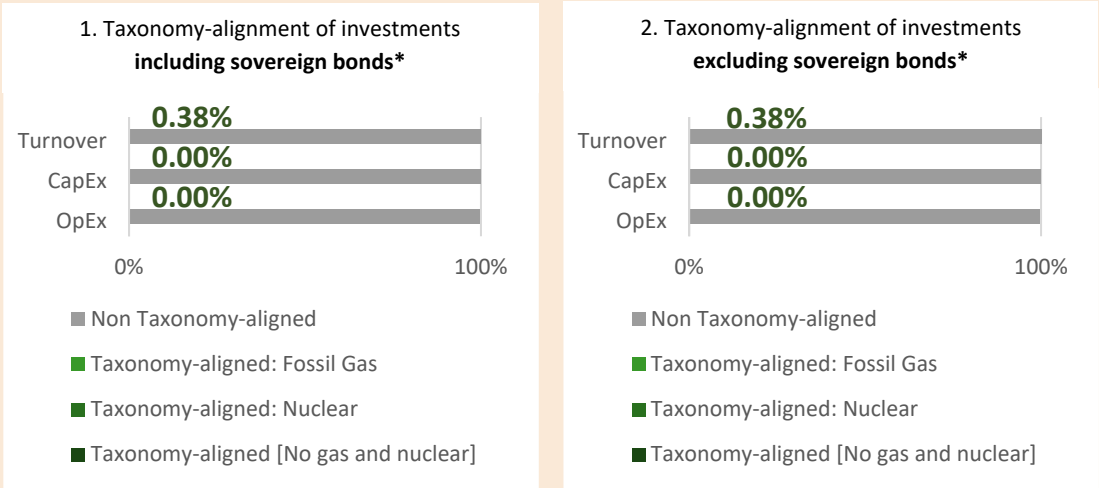 1. Taxonomy-alignment of investments
including sovereign bonds*
0.38%
Turnover
0.00%
CapEx
0.00%
OpEx
0% 100%
Non Taxonomy-aligned
Taxonomy-aligned: Fossil Gas
Taxonomy-aligned: Nuclear
Taxonomy-aligned [No gas and nuclear]
2. Taxonomy-alignment of investments
excluding sovereign bonds*
0.38%
Turnover
0.00%
CapEx
0.00%
OpEx
0% 100%
Non Taxonomy-aligned
Taxonomy-aligned: Fossil Gas
Taxonomy-aligned: Nuclear
Taxonomy-aligned [No gas and nuclear]